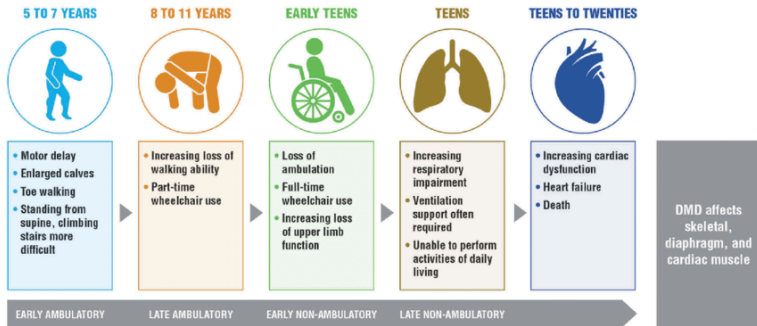 5 TO 7 YEARS
8 TO 11 YEARS
EARLY TEENS
TEENS
TEENS TO TWENTIES
• Motor delay
• Enlarged calves
• Toe walking
• Standing from
supine, climbing
stairs more
difficult
• Increasing loss of
walking ability
• Part-time
wheelchair use
• Loss of
ambulation
• Full-time
wheelchair use
• Increasing loss
of upper limb
function
• Increasing
respiratory
impairment
• Ventilation
support often
required
• Unable to perform
activities of daily
living
• Increasing cardiac
dysfunction
• Heart failure
• Death
DMD affects
skeletal,
diaphragm, and
cardiac muscle
EARLY AMBULATORY
LATE AMBULATORY
EARLY NON-AMBULATORY
LATE NON-AMBULATORY